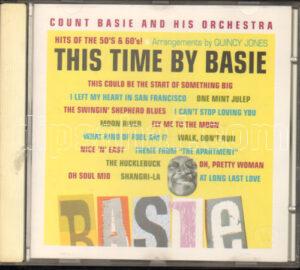 COUNT BASIE AND HIS ORCHESTRA
HITS OF THE 50'S & 60's! Arrangements by QUINCY JONES
THIS TIME BY BASIE
THIS COULD BE THE START OF SOMETHING BIG
I LEFT MY HEART IN SAN FRANCISCO ONE MINT JULEP
THE SWINGIN' SHEPHERD BLUES I CAN'T STOP LOVING YOU
MOON RIVER FLY ME TO THE MOON
WHAT KIND OF FOOL AM I? WALK, DON'T RUN
NICE 'N' EASY THEME FROM "THE APARTMENT"
THE HUCKLEBUCK OH, PRETTY WOMAN
OH SOUL MIO SHANGRI-LA AT LONG LAST LOVE
BASIE